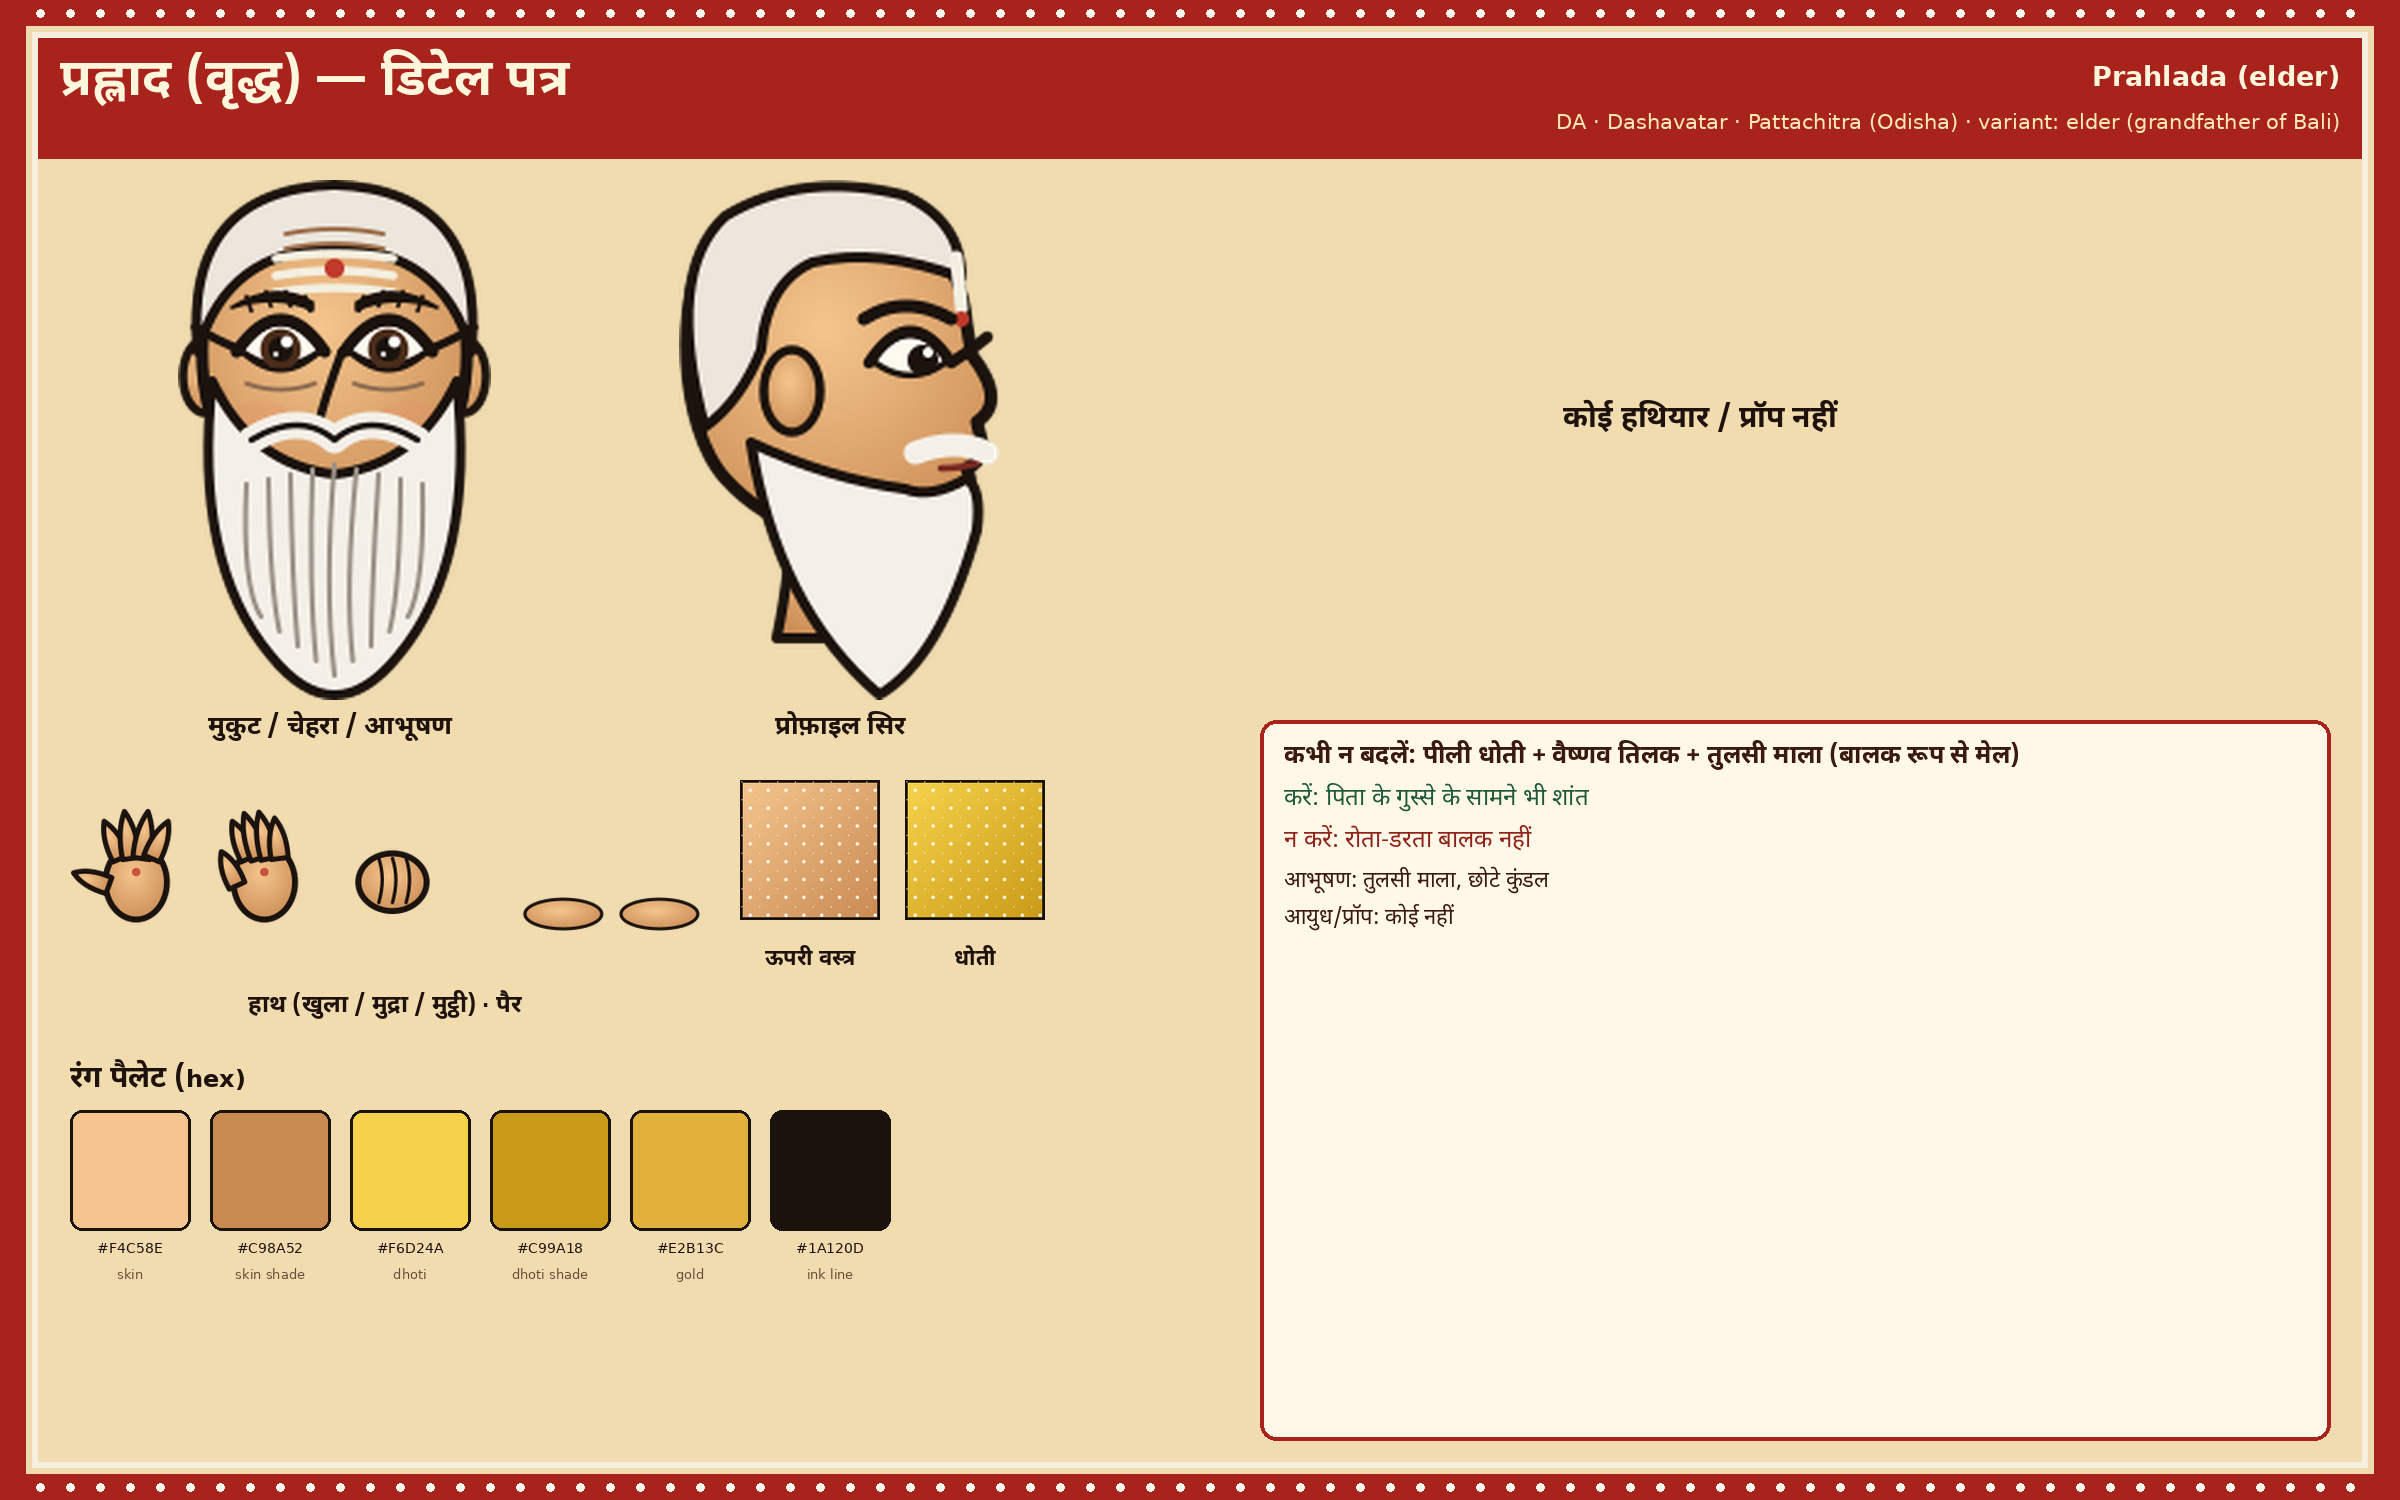 प्रह्लाद (वृद्ध) — डिटेल पत्र
Prahlada (elder)
DA · Dashavatar · Pattachitra (Odisha) · variant: elder (grandfather of Bali)
कोई हथियार / प्रॉप नहीं
मुकुट / चेहरा / आभूषण
प्रोफ़ाइल सिर
ऊपरी वस्त्र
धोती
हाथ (खुला / मुद्रा / मुट्ठी) · पैर
कभी न बदलें: पीली धोती + वैष्णव तिलक + तुलसी माला (बालक रूप से मेल)
करें: पिता के गुस्से के सामने भी शांत
न करें: रोता-डरता बालक नहीं
आभूषण: तुलसी माला, छोटे कुंडल
आयुध/प्रॉप: कोई नहीं
रंग पैलेट (hex)
#F4C58E
#C98A52
#F6D24A
#C99A18
#E2B13C
#1A120D
skin
skin shade
dhoti
dhoti shade
gold
ink line